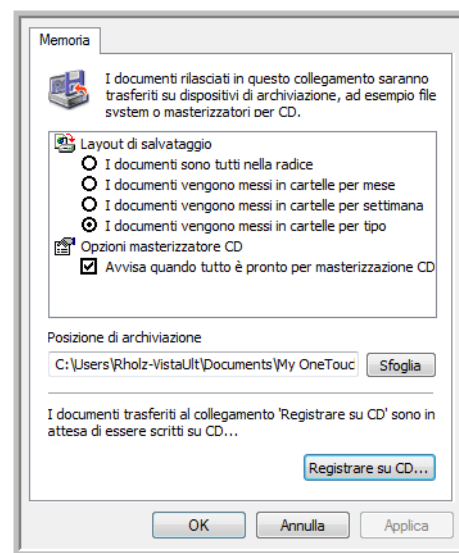 Memoria
I documenti rilasciati in questo collegamento saranno
trasferiti su dispositivi di archiviazione, ad esempio file
system o masterizzatori per CD.
Layout di salvataggio
I documenti sono tutti nella radice
I documenti vengono messi in cartelle per mese
I documenti vengono messi in cartelle per settimana
I documenti vengono messi in cartelle per tipo
Opzioni masterizzatore CD
Avvisa quando tutto è pronto per masterizzazione CD
Posizione di archiviazione
C:\Users\Rholz-VistaUlt\Documents\My OneTouc
Sfoglia
I documenti trasferiti al collegamento 'Registrare su CD' sono in
attesa di essere scritti su CD...
Registrare su CD...
OK
Annulla
Applica